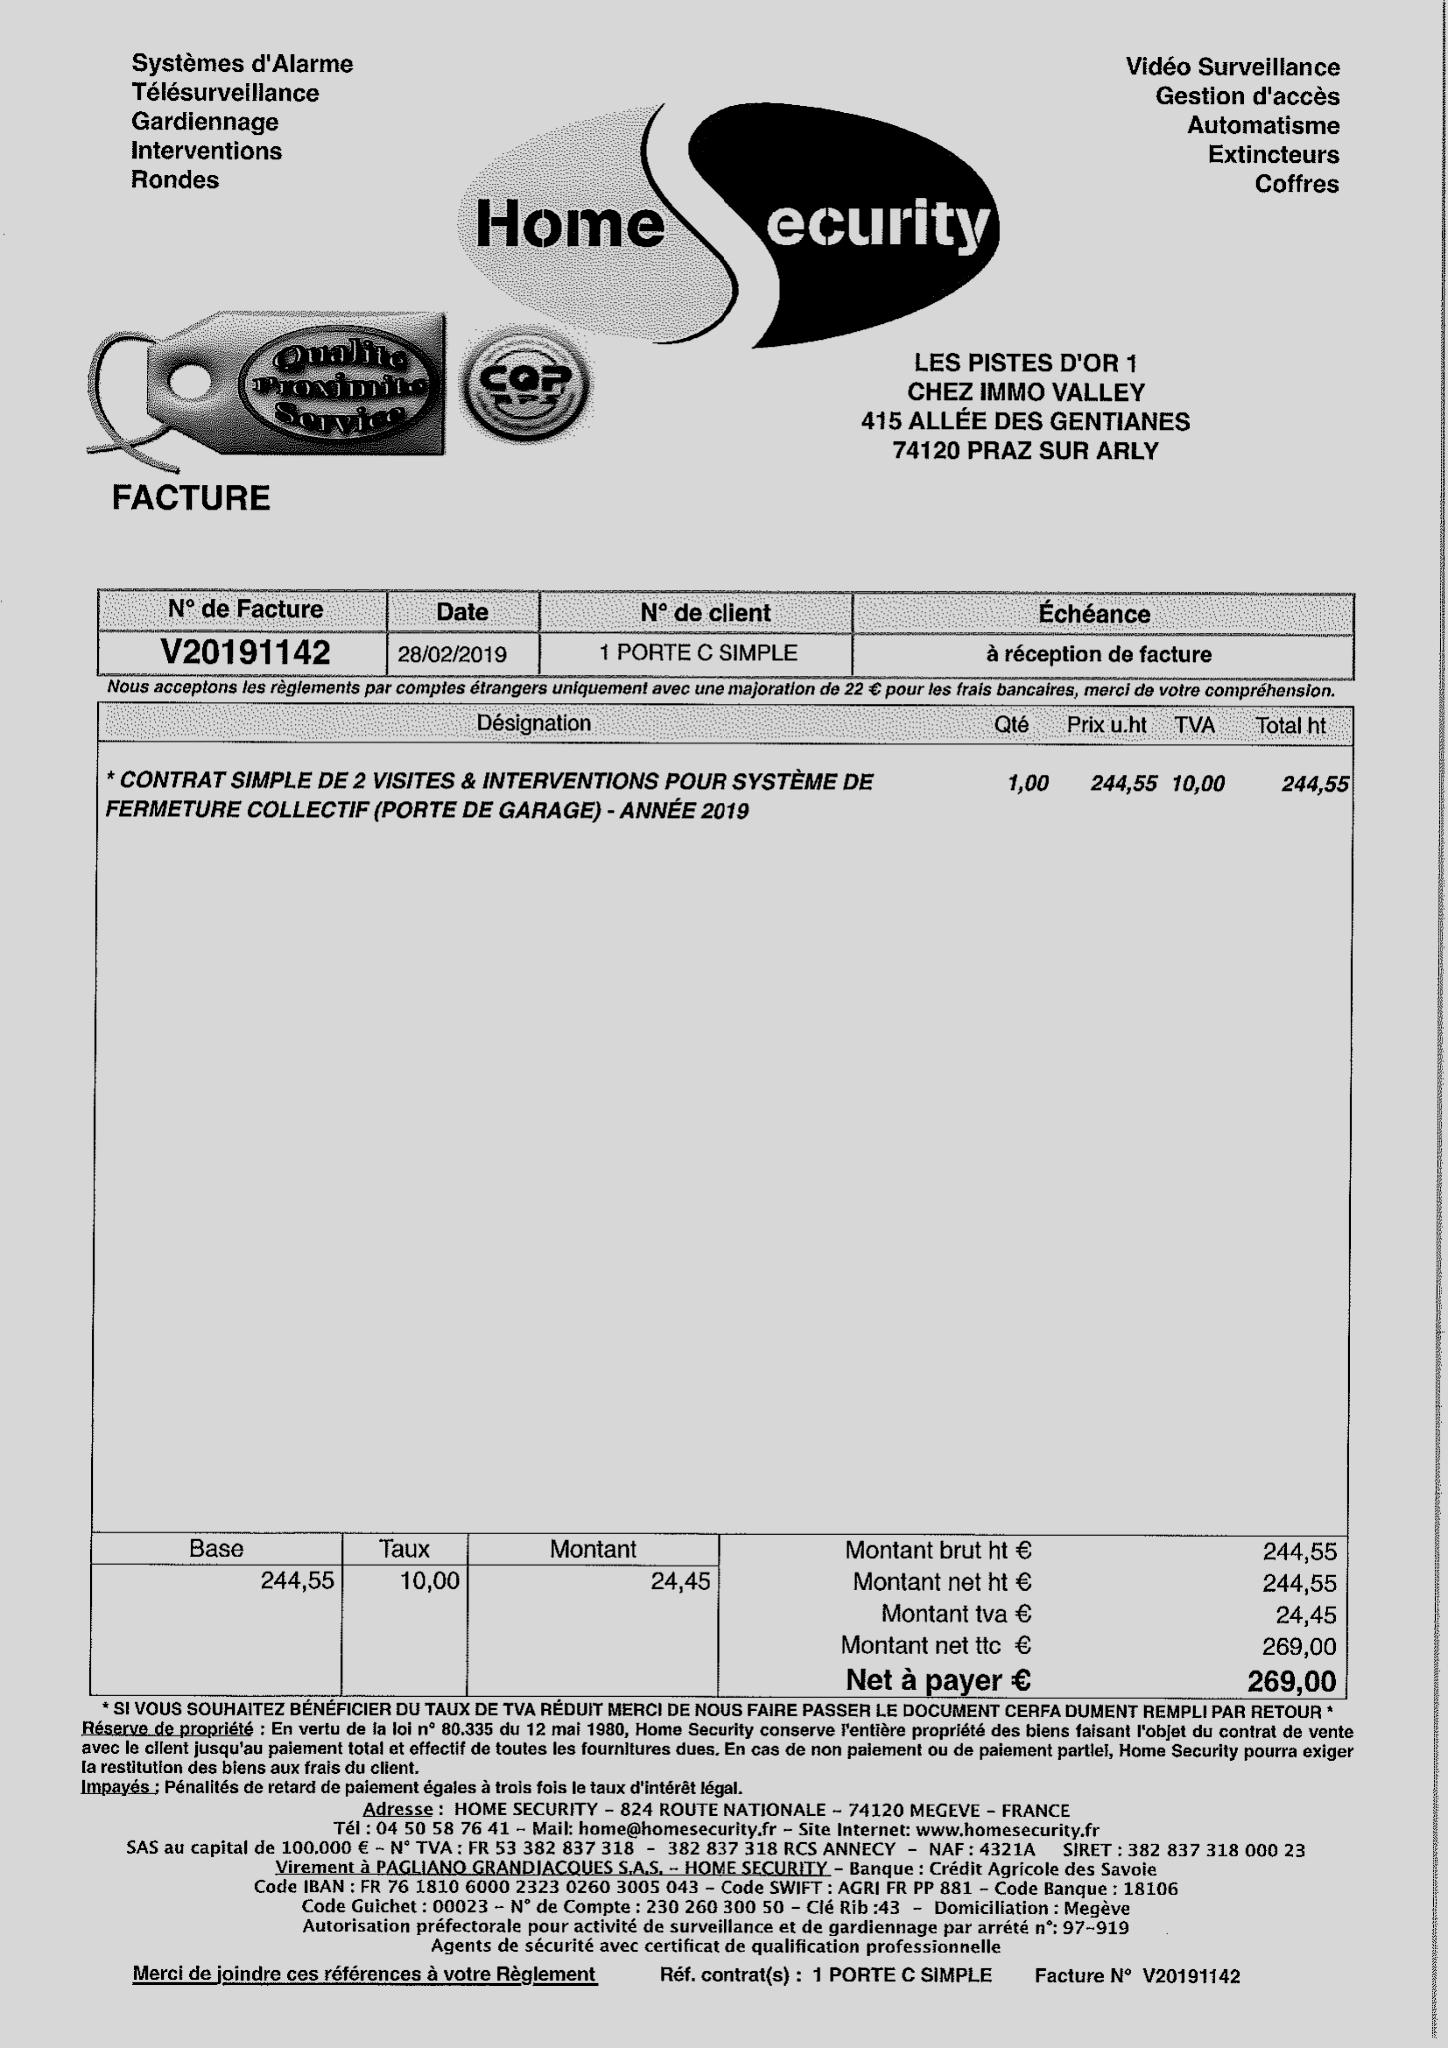 Systèmes d'Alarme
Télésurveillance
Gardiennage
Interventions
Rondes
Vidéo Surveillance
Gestion d'accès
Automatisme
Extincteurs
Coffres
Home Security
Qualite
Proximite
Service
CQP
APS
LES PISTES D'OR 1
CHEZ IMMO VALLEY
415 ALLÉE DES GENTIANES
74120 PRAZ SUR ARLY
FACTURE
N° de Facture Date N° de client Échéance
V20191142 28/02/2019 1 PORTE C SIMPLE à réception de facture
Nous acceptons les règlements par comptes étrangers uniquement avec une majoration de 22 € pour les frais bancaires, merci de votre compréhension.
Désignation Qté Prix u.ht TVA Total ht
* CONTRAT SIMPLE DE 2 VISITES & INTERVENTIONS POUR SYSTÈME DE 1,00 244,55 10,00 244,55
FERMETURE COLLECTIF (PORTE DE GARAGE) - ANNÉE 2019
Base Taux Montant Montant brut ht € 244,55
244,55 10,00 24,45 Montant net ht € 244,55
Montant tva € 24,45
Montant net ttc € 269,00
Net à payer € 269,00
* SI VOUS SOUHAITEZ BÉNÉFICIER DU TAUX DE TVA RÉDUIT MERCI DE NOUS FAIRE PASSER LE DOCUMENT CERFA DUMENT REMPLI PAR RETOUR *
Réserve de propriété : En vertu de la loi n° 80.335 du 12 mai 1980, Home Security conserve l'entière propriété des biens faisant l'objet du contrat de vente
avec le client jusqu'au paiement total et effectif de toutes les fournitures dues. En cas de non paiement ou de paiement partiel, Home Security pourra exiger
la restitution des biens aux frais du client.
Impayés : Pénalités de retard de paiement égales à trois fois le taux d'intérêt légal.
Adresse : HOME SECURITY – 824 ROUTE NATIONALE – 74120 MEGEVE – FRANCE
Tél : 04 50 58 76 41 – Mail: home@homesecurity.fr – Site Internet: www.homesecurity.fr
SAS au capital de 100.000 € – N° TVA : FR 53 382 837 318 - 382 837 318 RCS ANNECY – NAF : 4321A SIRET : 382 837 318 000 23
Virement à PAGLIANO GRANDJACQUES S.A.S. – HOME SECURITY – Banque : Crédit Agricole des Savoie
Code IBAN : FR 76 1810 6000 2323 0260 3005 043 – Code SWIFT : AGRI FR PP 881 – Code Banque : 18106
Code Guichet : 00023 – N° de Compte : 230 260 300 50 – Clé Rib :43 – Domiciliation : Megève
Autorisation préfectorale pour activité de surveillance et de gardiennage par arrété n°: 97-919
Agents de sécurité avec certificat de qualification professionnelle
Merci de joindre ces références à votre Règlement Réf. contrat(s) : 1 PORTE C SIMPLE Facture N° V20191142